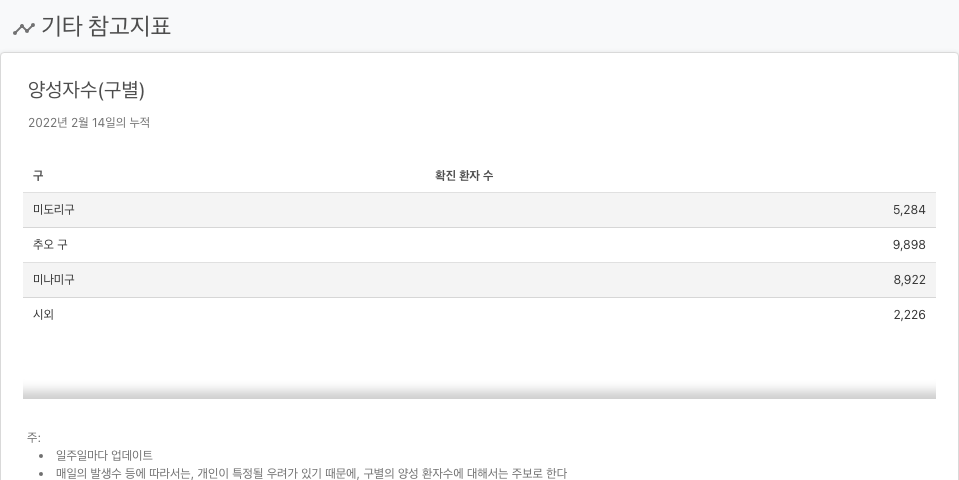 기타 참고지표
양성자수(구별)
2022년 2월 14일의 누적
구 확진 환자 수
미도리구 5,284
추오 구 9,898
미나미구 8,922
시외 2,226
주:
• 일주일마다 업데이트
• 매일의 발생수 등에 따라서는, 개인이 특정될 우려가 있기 때문에, 구별의 양성 환자수에 대해서는 주보로 한다